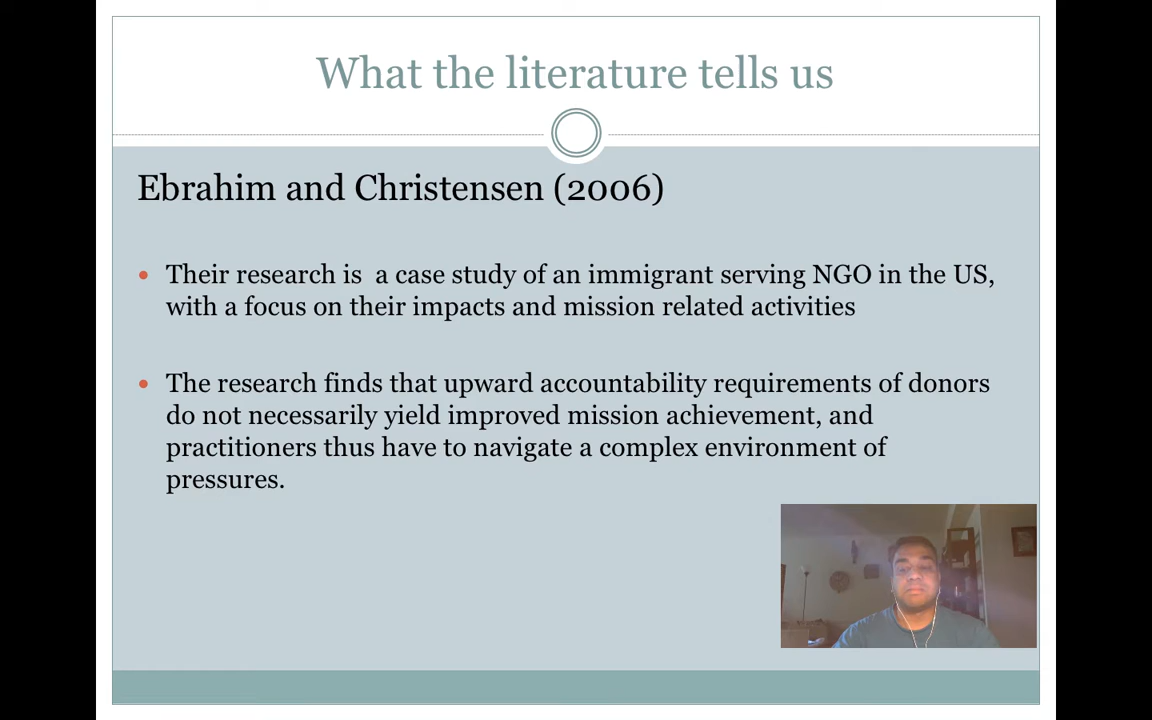 What the literature tells us
Ebrahim and Christensen (2006)
• Their research is  a case study of an immigrant serving NGO in the US,
with a focus on their impacts and mission related activities
• The research finds that upward accountability requirements of donors
do not necessarily yield improved mission achievement, and
practitioners thus have to navigate a complex environment of
pressures.